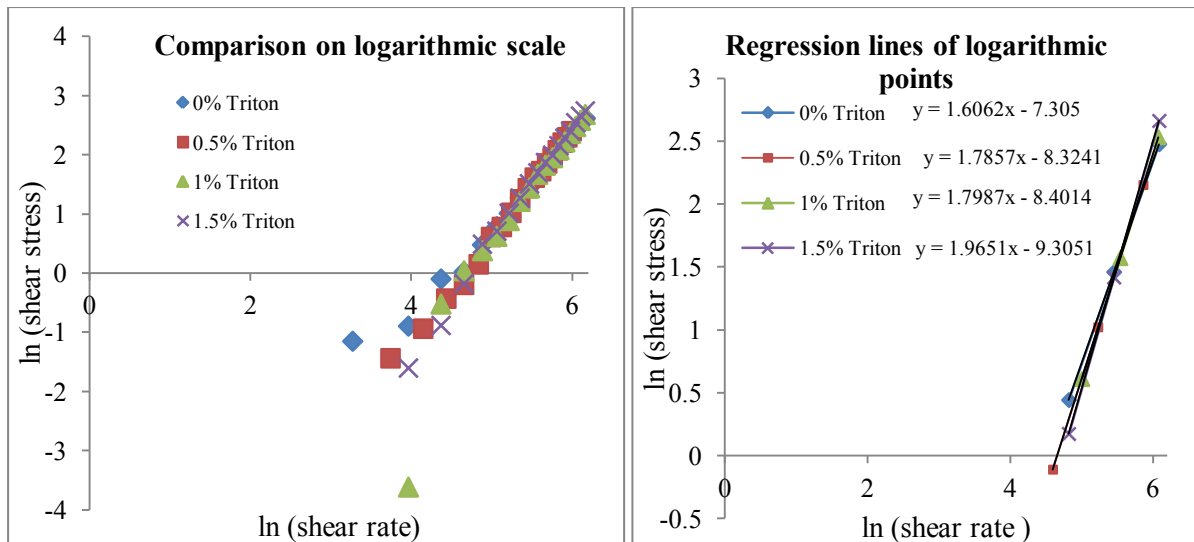 Comparison on logarithmic scale
4
3
2
1
0
-1
-2
-3
-4
0
2
4
6
ln (shear stress)
ln (shear rate)
0% Triton
0.5% Triton
1% Triton
1.5% Triton
Regression lines of logarithmic
points
3
2.5
2
1.5
1
0.5
0
-0.5
0
2
4
6
ln (shear stress)
ln (shear rate )
0% Triton y = 1.6062x - 7.305
0.5% Triton y = 1.7857x - 8.3241
1% Triton y = 1.7987x - 8.4014
1.5% Triton y = 1.9651x - 9.3051